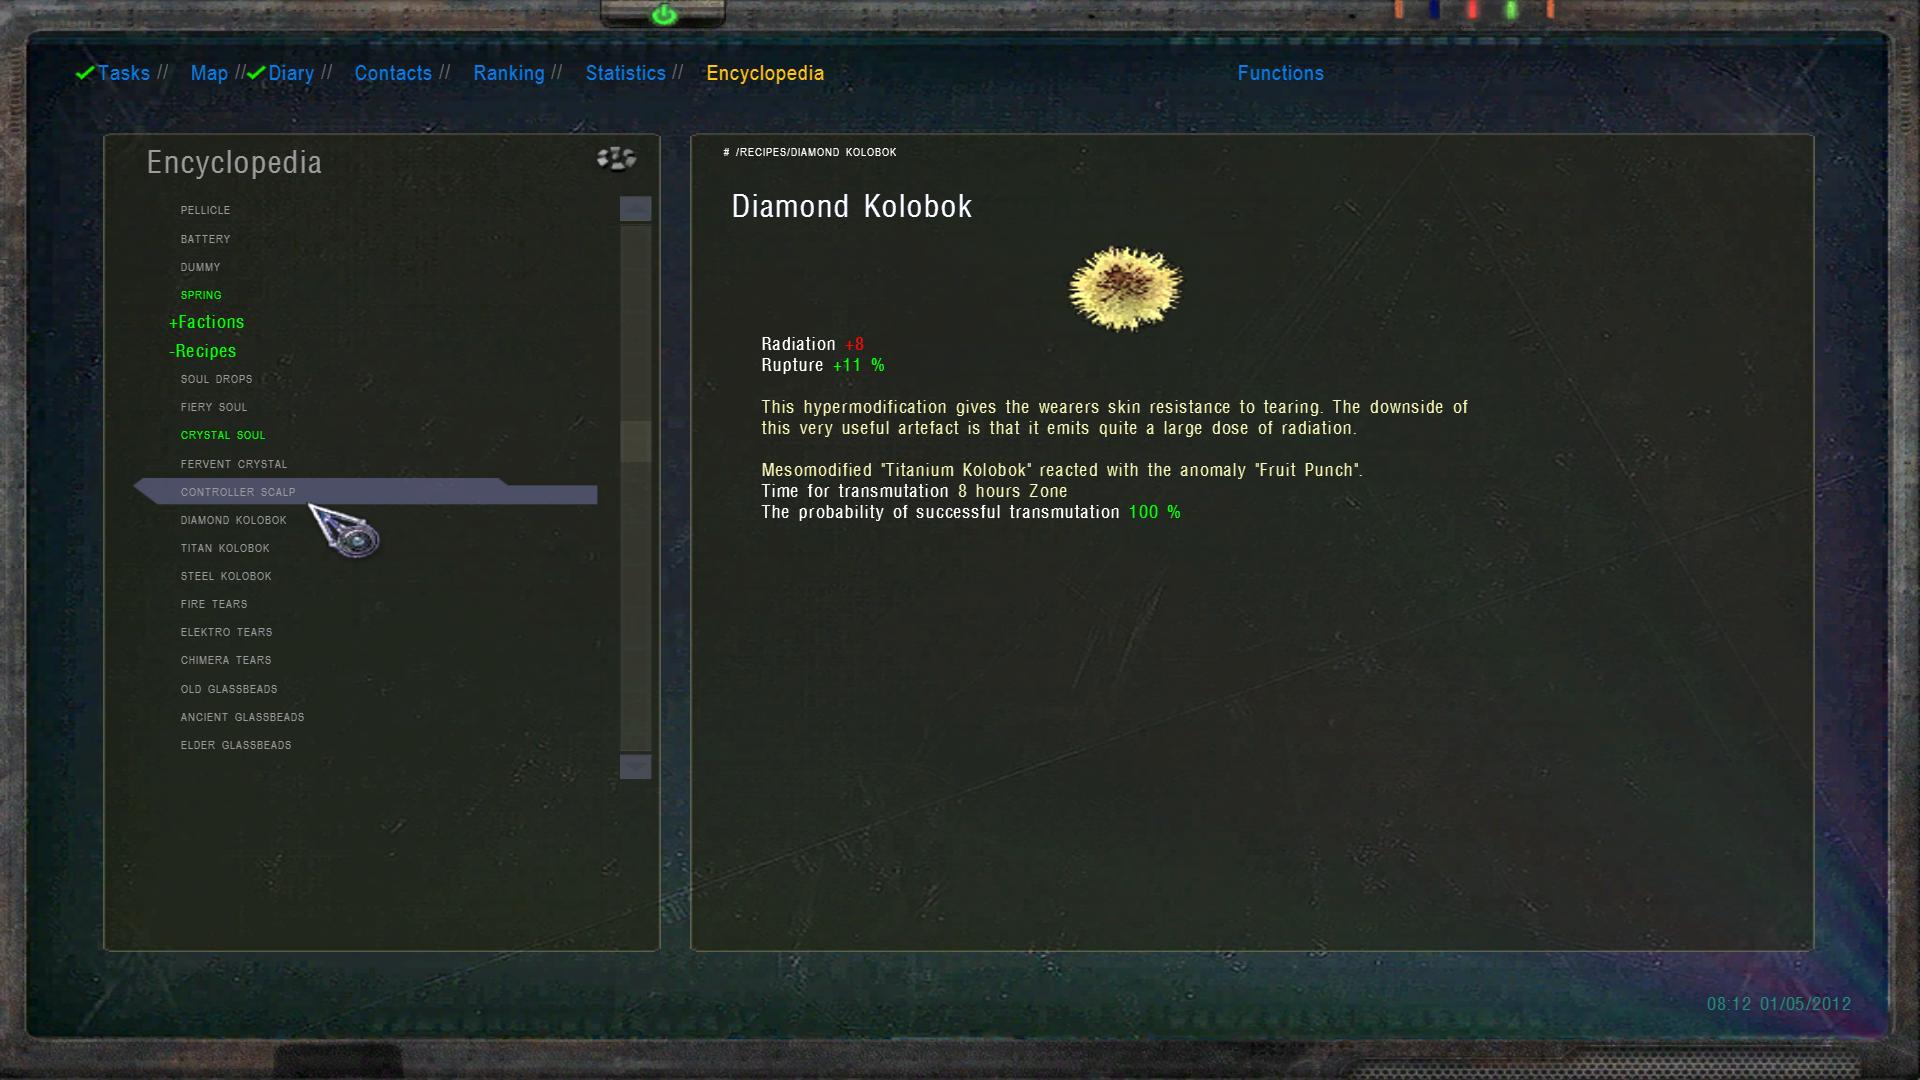 Tasks // Map // Diary // Contacts // Ranking // Statistics // Encyclopedia Functions
Encyclopedia
PELLICLE
BATTERY
DUMMY
SPRING
+Factions
-Recipes
SOUL DROPS
FIERY SOUL
CRYSTAL SOUL
FERVENT CRYSTAL
CONTROLLER SCALP
DIAMOND KOLOBOK
TITAN KOLOBOK
STEEL KOLOBOK
FIRE TEARS
ELEKTRO TEARS
CHIMERA TEARS
OLD GLASSBEADS
ANCIENT GLASSBEADS
ELDER GLASSBEADS
# /RECIPES/DIAMOND KOLOBOK
Diamond Kolobok
Radiation +8
Rupture +11 %
This hypermodification gives the wearers skin resistance to tearing. The downside of
this very useful artefact is that it emits quite a large dose of radiation.
Mesomodified "Titanium Kolobok" reacted with the anomaly "Fruit Punch".
Time for transmutation 8 hours Zone
The probability of successful transmutation 100 %
08:12 01/05/2012